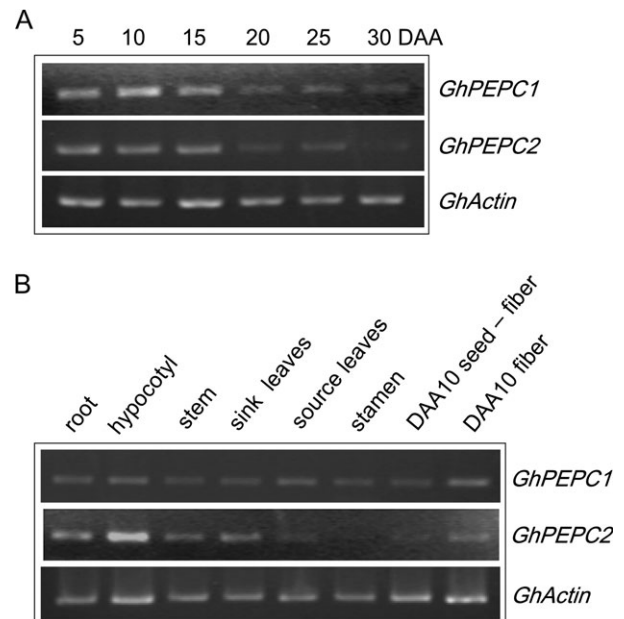 A
5 10 15 20 25 30 DAA
GhPEPC1
GhPEPC2
GhActin
B
root hypocotyl stem sink leaves source leaves stamen DAA10 seed – fiber DAA10 fiber
GhPEPC1
GhPEPC2
GhActin